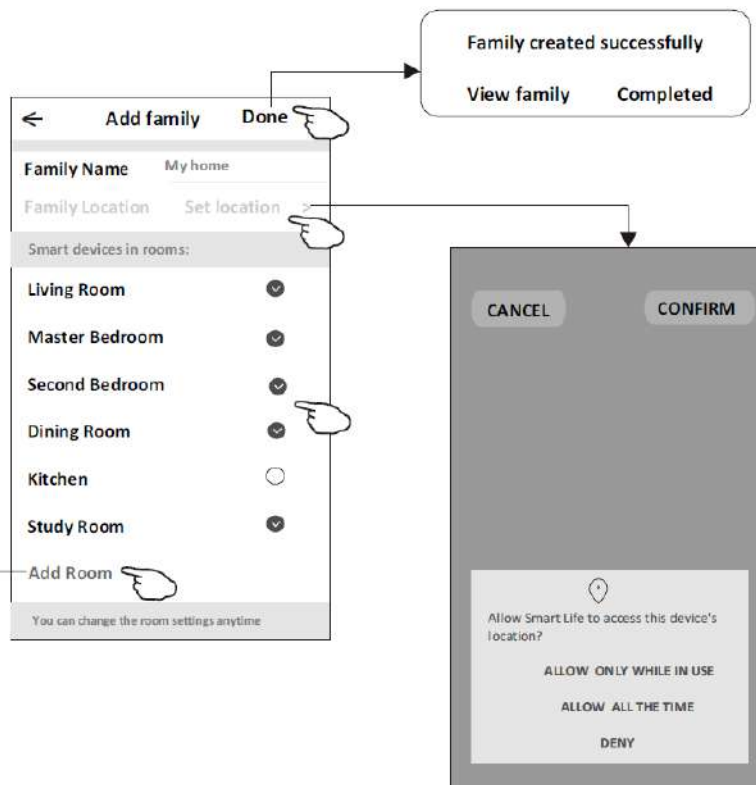 Family created successfully
View family Completed
Add family Done
Family Name My home
Family Location Set location >
Smart devices in rooms:
Living Room
Master Bedroom
Second Bedroom
Dining Room
Kitchen
Study Room
Add Room
You can change the room settings anytime
CANCEL CONFIRM
Allow Smart Life to access this device's
location?
ALLOW ONLY WHILE IN USE
ALLOW ALL THE TIME
DENY